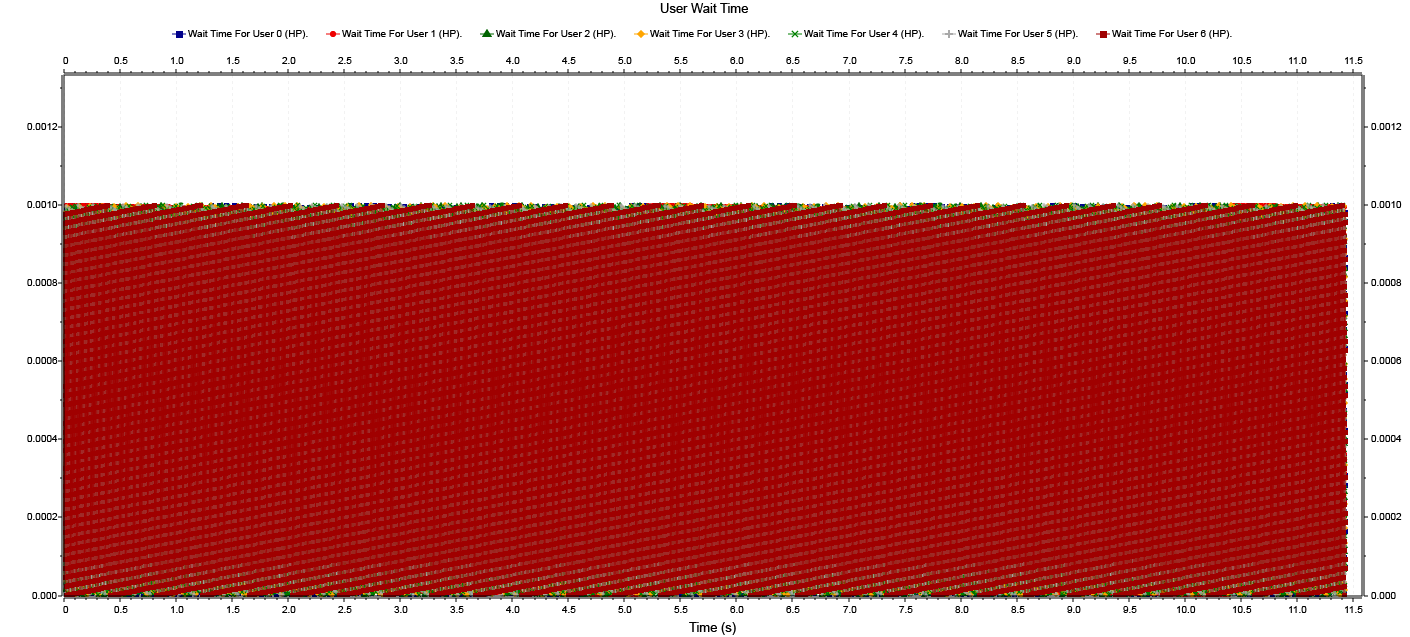 User Wait Time
Wait Time For User 0 (HP). Wait Time For User 1 (HP). Wait Time For User 2 (HP). Wait Time For User 3 (HP). Wait Time For User 4 (HP). Wait Time For User 5 (HP). Wait Time For User 6 (HP).
0 0.5 1.0 1.5 2.0 2.5 3.0 3.5 4.0 4.5 5.0 5.5 6.0 6.5 7.0 7.5 8.0 8.5 9.0 9.5 10.0 10.5 11.0 11.5
0.0012 0.0012
0.0010 0.0010
0.0008 0.0008
0.0006 0.0006
0.0004 0.0004
0.0002 0.0002
0.000 0.000
0 0.5 1.0 1.5 2.0 2.5 3.0 3.5 4.0 4.5 5.0 5.5 6.0 6.5 7.0 7.5 8.0 8.5 9.0 9.5 10.0 10.5 11.0 11.5
Time (s)